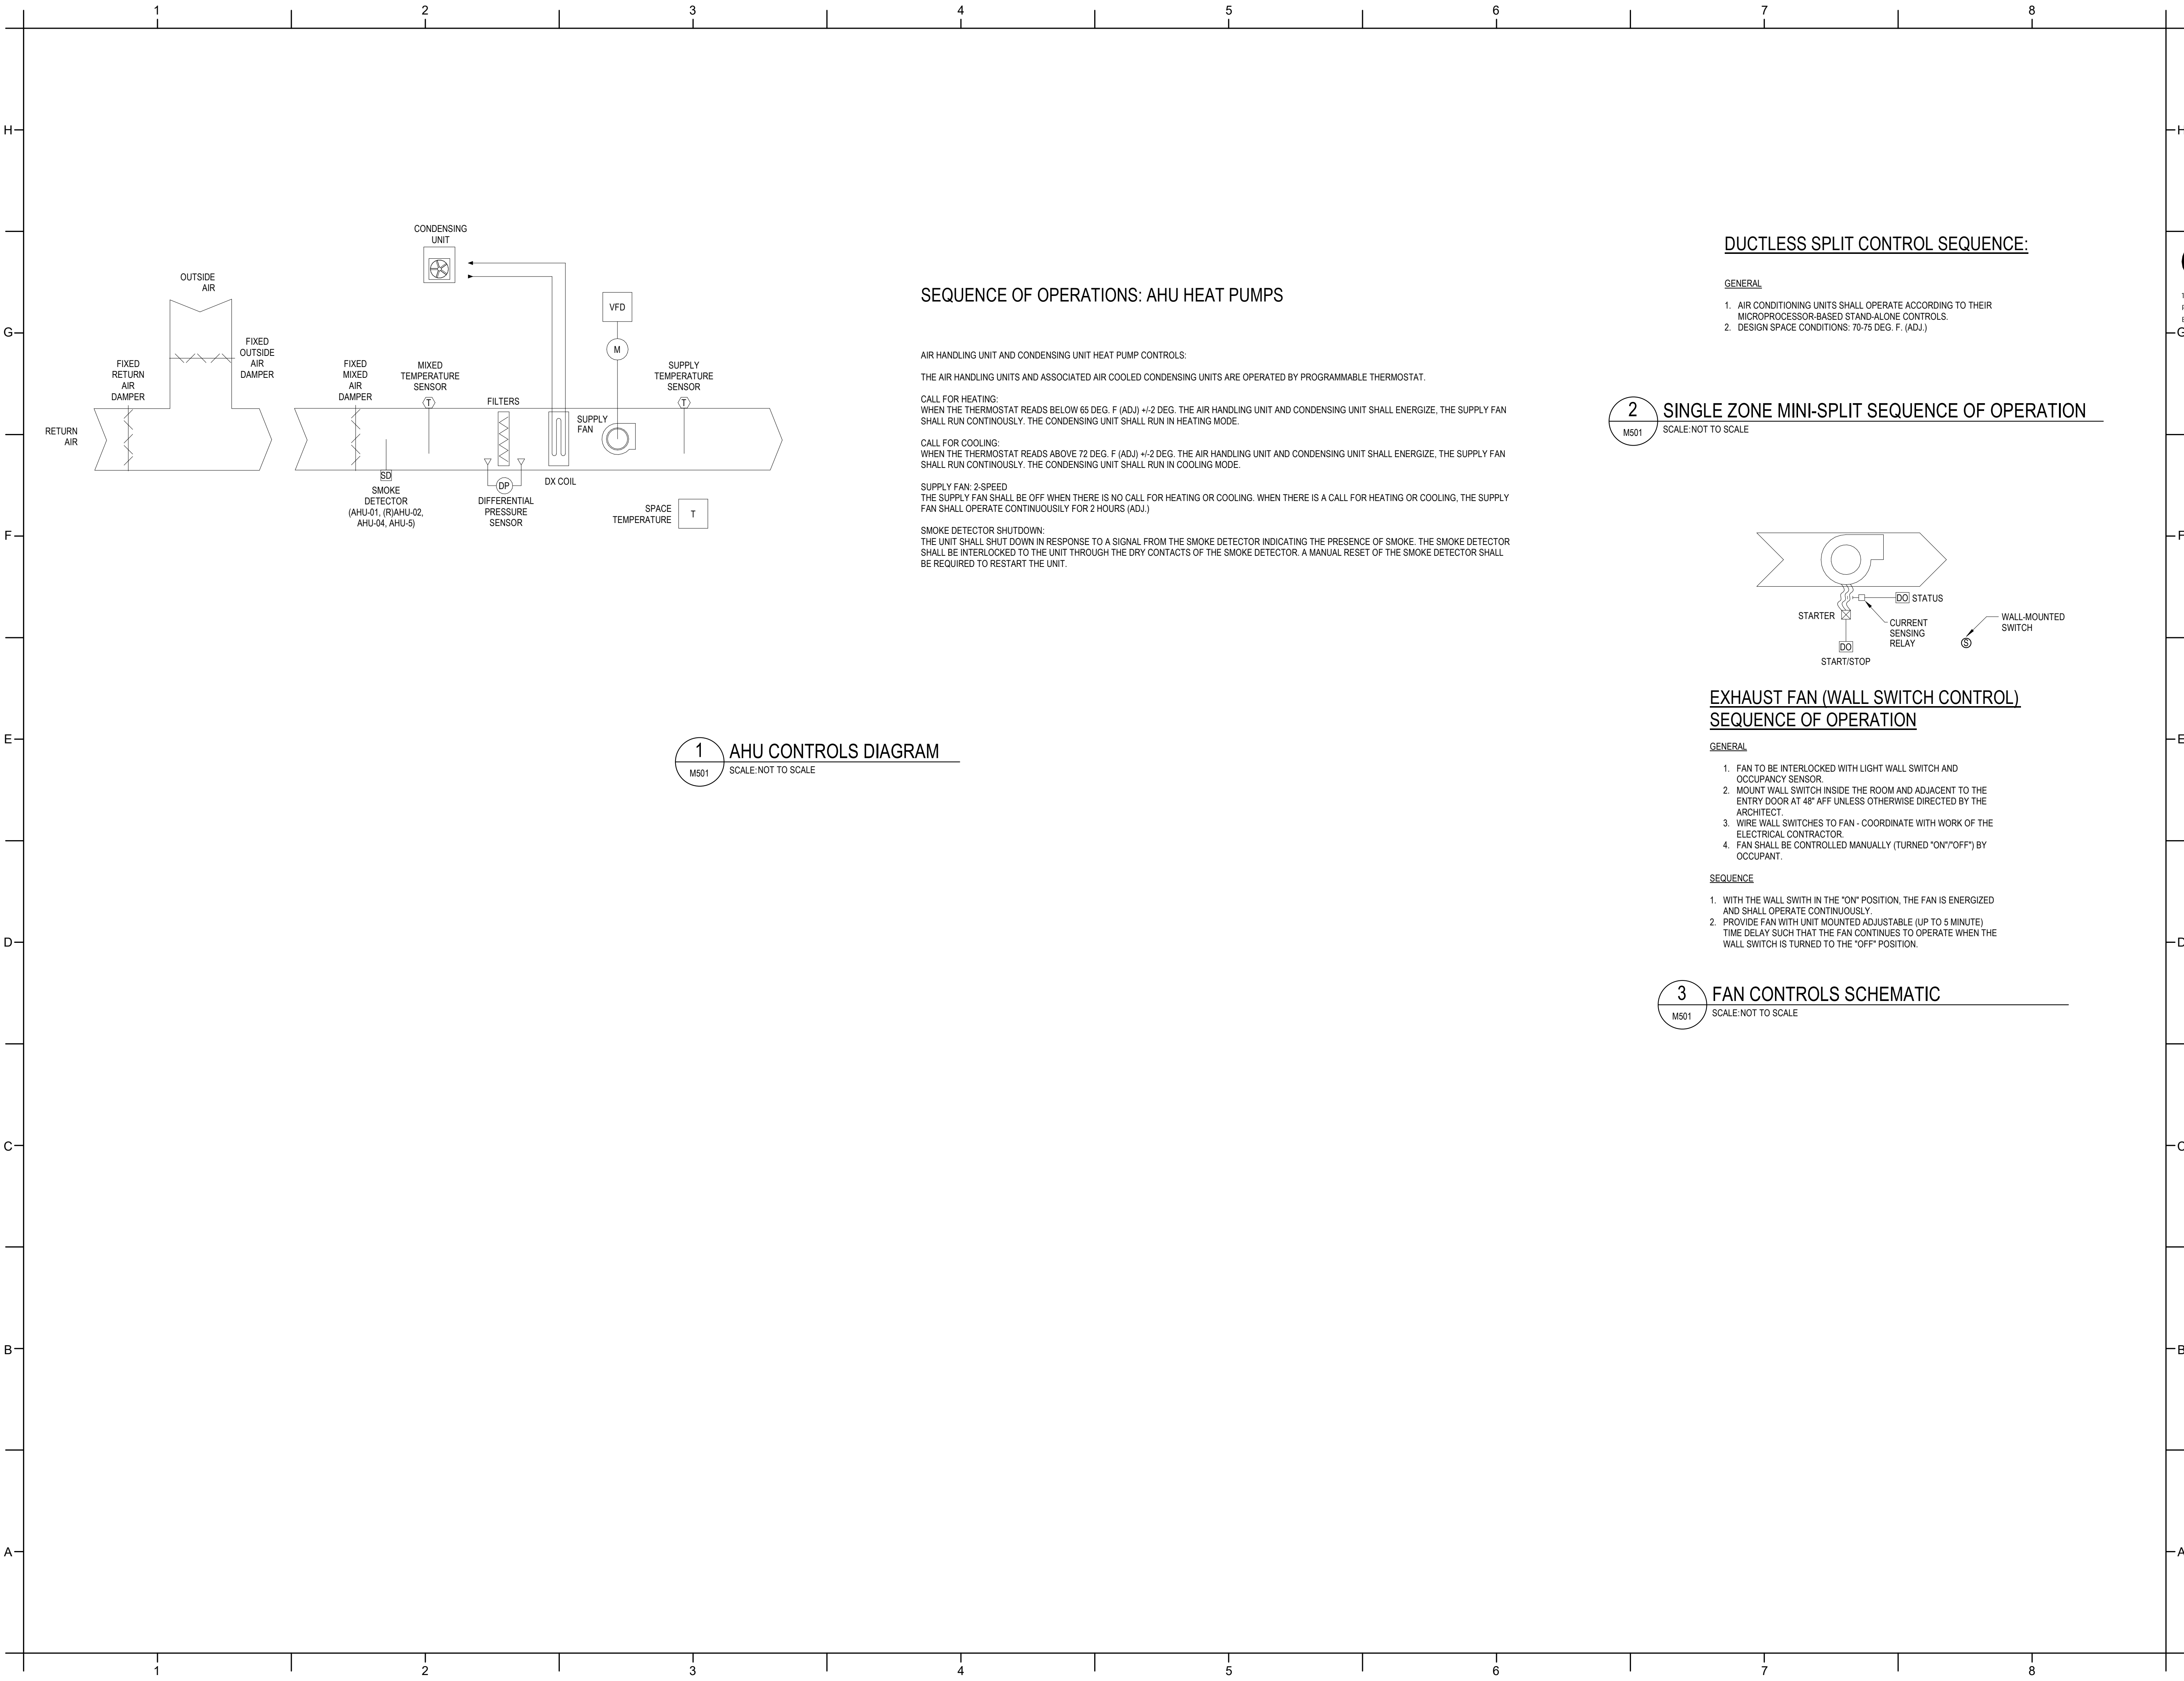 1 2 3 4 5 6 7 8
H
H
CONDENSING
UNIT
OUTSIDE
AIR
VFD
M
FIXED
OUTSIDE
AIR
DAMPER
FIXED
RETURN
AIR
DAMPER
FIXED
MIXED
AIR
DAMPER
MIXED
TEMPERATURE
SENSOR
T
FILTERS
SUPPLY
FAN
SUPPLY
TEMPERATURE
SENSOR
T
RETURN
AIR
SD
SMOKE
DETECTOR
(AHU-01, (R)AHU-02,
AHU-04, AHU-5)
DP
DIFFERENTIAL
PRESSURE
SENSOR
DX COIL
SPACE
TEMPERATURE
T
1
M501
AHU CONTROLS DIAGRAM
SCALE: NOT TO SCALE
SEQUENCE OF OPERATIONS: AHU HEAT PUMPS
AIR HANDLING UNIT AND CONDENSING UNIT HEAT PUMP CONTROLS:
THE AIR HANDLING UNITS AND ASSOCIATED AIR COOLED CONDENSING UNITS ARE OPERATED BY PROGRAMMABLE THERMOSTAT.
CALL FOR HEATING:
WHEN THE THERMOSTAT READS BELOW 65 DEG. F (ADJ) +/-2 DEG. THE AIR HANDLING UNIT AND CONDENSING UNIT SHALL ENERGIZE, THE SUPPLY FAN
SHALL RUN CONTINOUSLY. THE CONDENSING UNIT SHALL RUN IN HEATING MODE.
CALL FOR COOLING:
WHEN THE THERMOSTAT READS ABOVE 72 DEG. F (ADJ) +/-2 DEG. THE AIR HANDLING UNIT AND CONDENSING UNIT SHALL ENERGIZE, THE SUPPLY FAN
SHALL RUN CONTINOUSLY. THE CONDENSING UNIT SHALL RUN IN COOLING MODE.
SUPPLY FAN: 2-SPEED
THE SUPPLY FAN SHALL BE OFF WHEN THERE IS NO CALL FOR HEATING OR COOLING. WHEN THERE IS A CALL FOR HEATING OR COOLING, THE SUPPLY
FAN SHALL OPERATE CONTINUOUSILY FOR 2 HOURS (ADJ.)
SMOKE DETECTOR SHUTDOWN:
THE UNIT SHALL SHUT DOWN IN RESPONSE TO A SIGNAL FROM THE SMOKE DETECTOR INDICATING THE PRESENCE OF SMOKE. THE SMOKE DETECTOR
SHALL BE INTERLOCKED TO THE UNIT THROUGH THE DRY CONTACTS OF THE SMOKE DETECTOR. A MANUAL RESET OF THE SMOKE DETECTOR SHALL
BE REQUIRED TO RESTART THE UNIT.
DUCTLESS SPLIT CONTROL SEQUENCE:
GENERAL
1. AIR CONDITIONING UNITS SHALL OPERATE ACCORDING TO THEIR
MICROPROCESSOR-BASED STAND-ALONE CONTROLS.
2. DESIGN SPACE CONDITIONS: 70-75 DEG. F. (ADJ.)
2
M501
SINGLE ZONE MINI-SPLIT SEQUENCE OF OPERATION
SCALE: NOT TO SCALE
DO STATUS
STARTER
CURRENT
SENSING
RELAY
DO
START/STOP
WALL-MOUNTED
SWITCH
S
EXHAUST FAN (WALL SWITCH CONTROL)
SEQUENCE OF OPERATION
GENERAL
1. FAN TO BE INTERLOCKED WITH LIGHT WALL SWITCH AND
OCCUPANCY SENSOR.
2. MOUNT WALL SWITCH INSIDE THE ROOM AND ADJACENT TO THE
ENTRY DOOR AT 48" AFF UNLESS OTHERWISE DIRECTED BY THE
ARCHITECT.
3. WIRE WALL SWITCHES TO FAN - COORDINATE WITH WORK OF THE
ELECTRICAL CONTRACTOR.
4. FAN SHALL BE CONTROLLED MANUALLY (TURNED "ON"/"OFF") BY
OCCUPANT.
SEQUENCE
1. WITH THE WALL SWITH IN THE "ON" POSITION, THE FAN IS ENERGIZED
AND SHALL OPERATE CONTINUOUSLY.
2. PROVIDE FAN WITH UNIT MOUNTED ADJUSTABLE (UP TO 5 MINUTE)
TIME DELAY SUCH THAT THE FAN CONTINUES TO OPERATE WHEN THE
WALL SWITCH IS TURNED TO THE "OFF" POSITION.
3
M501
FAN CONTROLS SCHEMATIC
SCALE: NOT TO SCALE
G
G
F
F
E
E
D
D
C
C
B
B
A
A
1 2 3 4 5 6 7 8